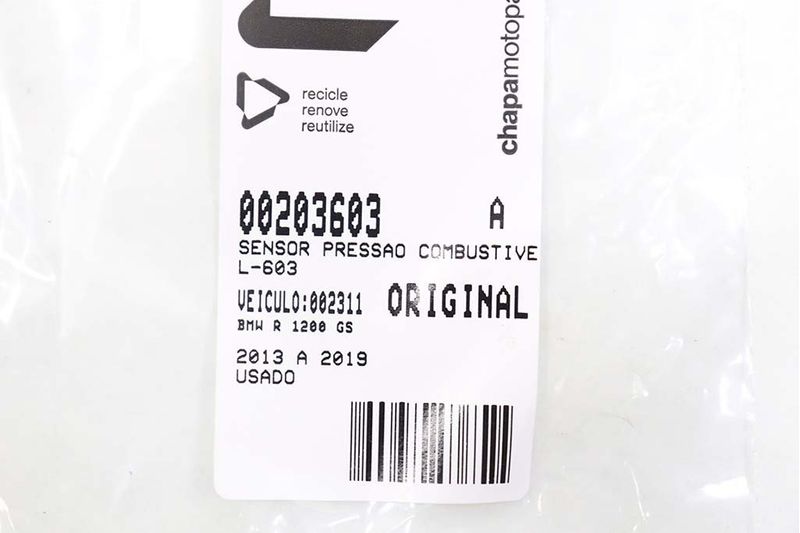 recicle
renove
reutilize
chapamotopa
00203603 A
SENSOR PRESSAO COMBUSTIVE
L-603
VEICULO:002311 ORIGINAL
BMW R 1200 GS
2013 A 2019
USADO